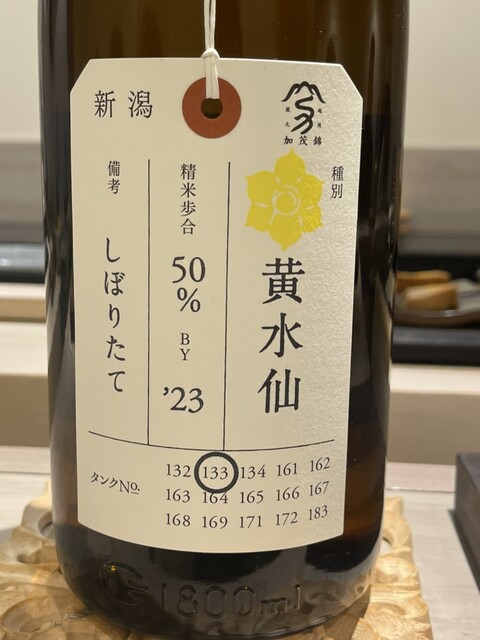 新潟
加茂錦
種別
黄水仙
精米歩合
50%
BY
'23
備考
しぼりたて
タンクNo.
132 133 134 161 162
163 164 165 166 167
168 169 171 172 183
1800ml